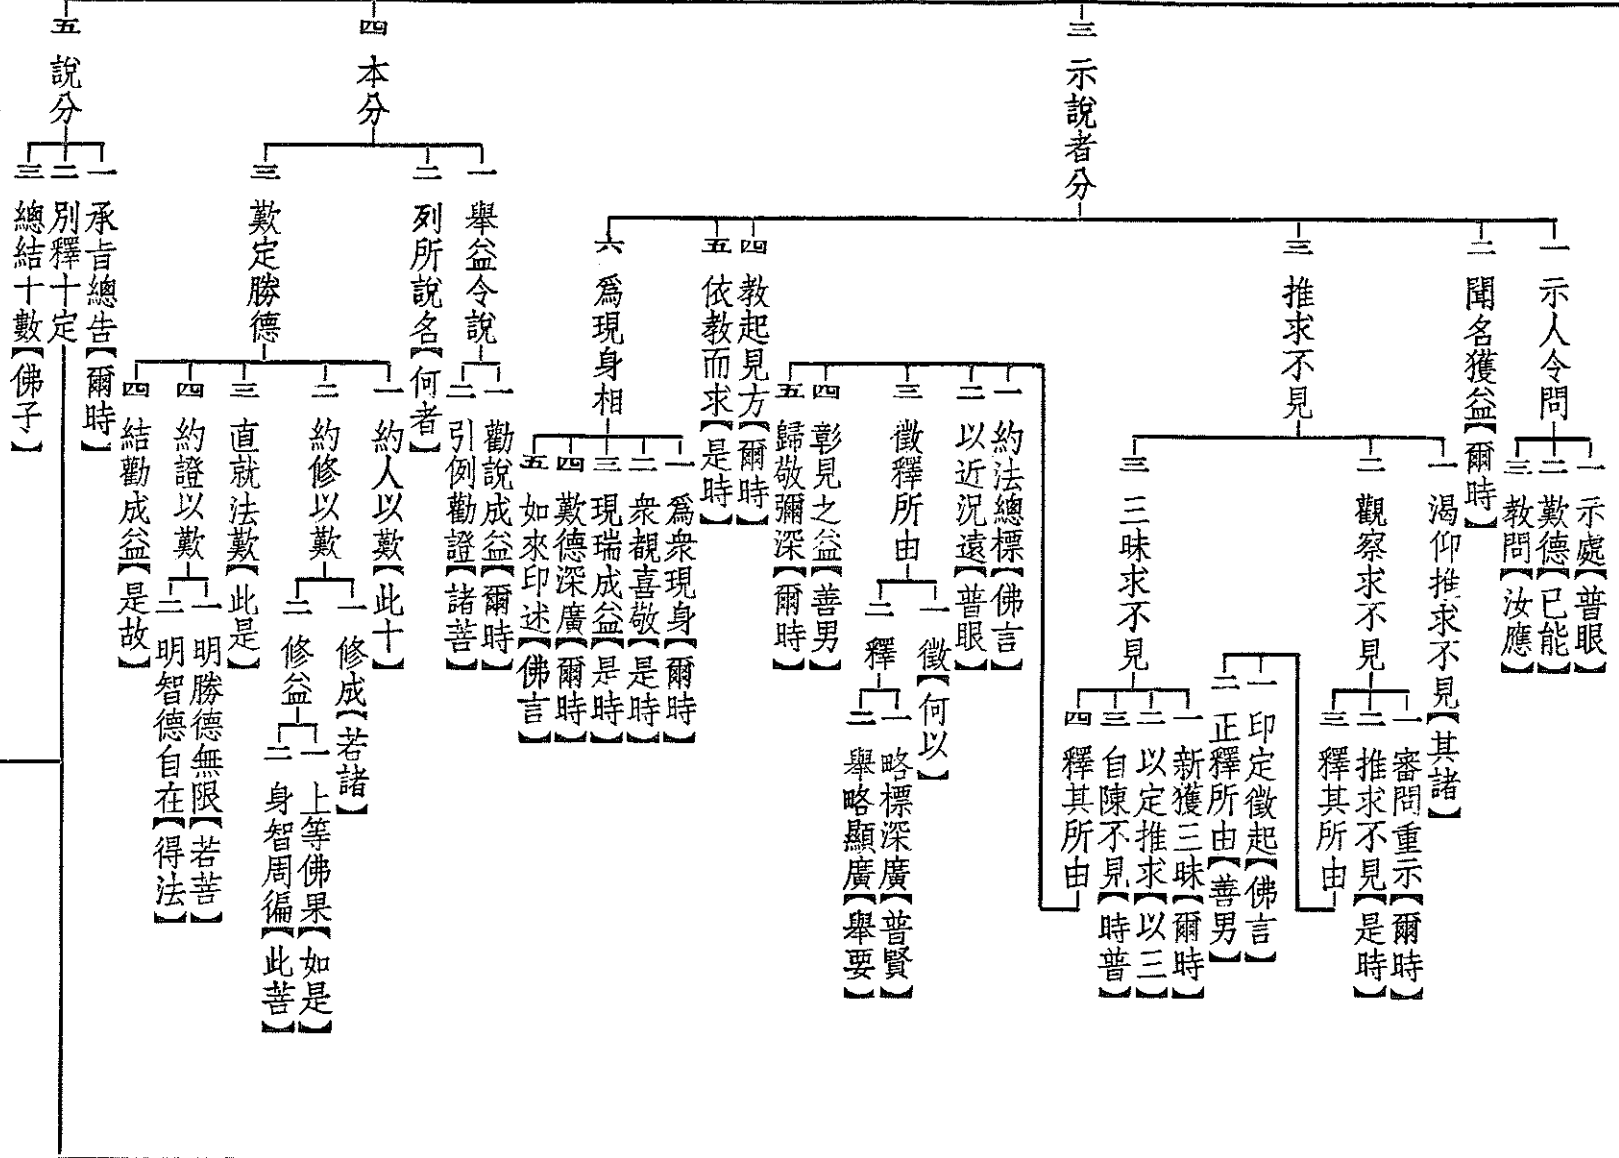 三 示說者分
一 示人令問
一 示處【普眼】
二 歎德【已能】
三 教問【汝應】
二 聞名獲益【爾時】
三 推求不見
一 渴仰推求不見【其諸】
二 觀察求不見
一 審問重示【爾時】
二 推求不見【是時】
三 釋其所由
一 印定徵起【佛言】
二 正釋所由【善男】
三 三昧求不見
一 新獲三昧【爾時】
二 以定推求【以三】
三 自陳不見【時普】
四 釋其所由
一 約法總標【佛言】
二 以近況遠【普眼】
三 徵釋所由
一 徵【何以】
二 釋
一 略標深廣【普賢】
二 舉略顯廣【舉要】
四 彰見之益【善男】
五 歸敬彌深【爾時】
四 教起見方【爾時】
五 依教而求【是時】
六 爲現身相
一 爲衆現身【爾時】
二 衆覩喜敬【是時】
三 現瑞成益【是時】
四 歎德深廣【爾時】
五 如來印述【佛言】
四 本分
一 舉益令說
一 勸說成益【爾時】
二 引例勸證【諸菩】
二 列所說名【何者】
三 歎定勝德
一 約人以歎【此十】
二 約修以歎
一 修成【若諸】
二 修益
一 上等佛果【如是】
二 身智周徧【此菩】
三 直就法歎【此是】
四 約證以歎
一 明勝德無限【若菩】
二 明智德自在【得法】
四 結勸成益【是故】
五 說分
一 承旨總告【爾時】
二 別釋十定
三 總結十數【佛子】